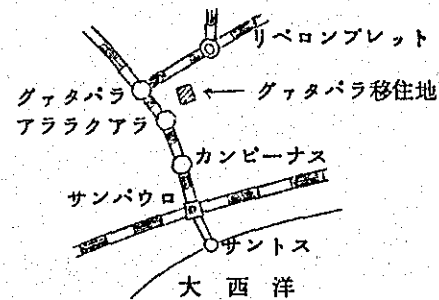 リベロンプレット
グァタパラ ← グァタパラ移住地
アララクアラ
カンピーナス
サンパウロ
サントス
大西洋